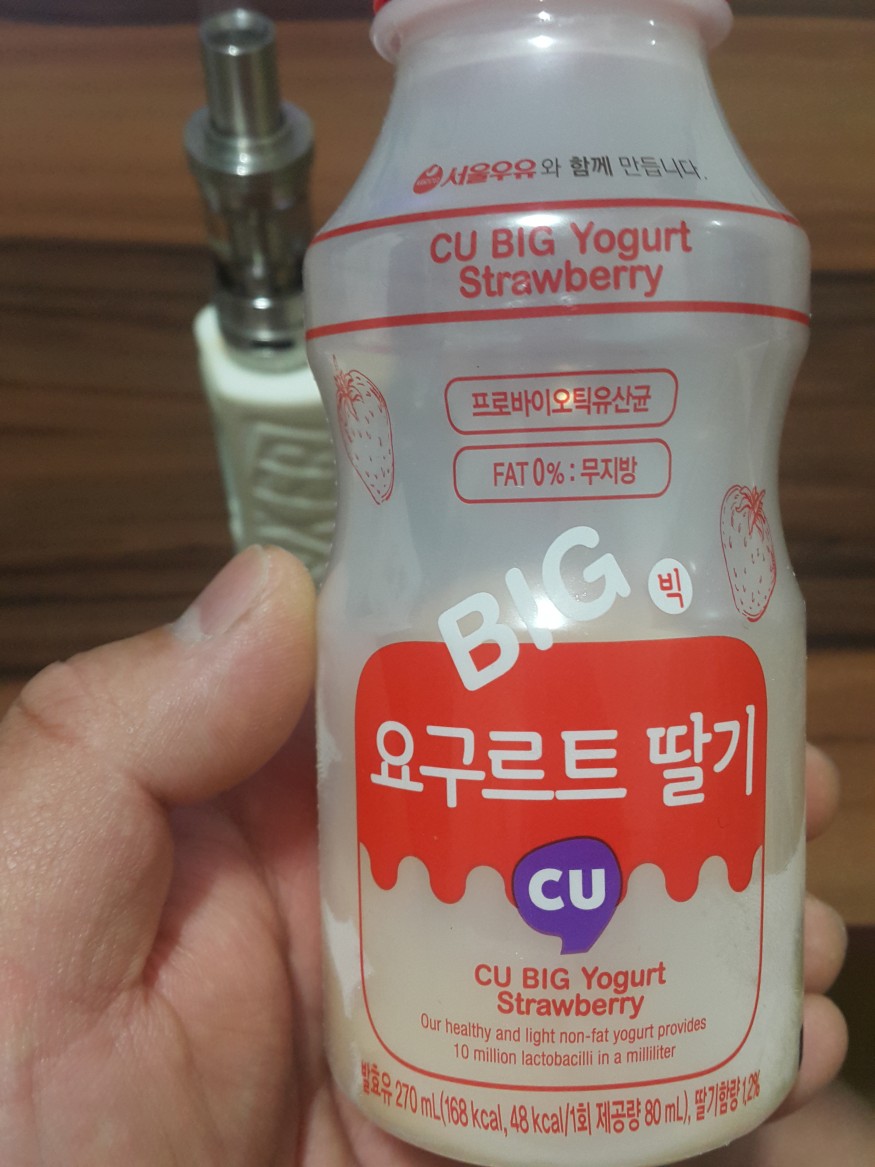 서울우유와 함께 만듭니다.
CU BIG Yogurt
Strawberry
프로바이오틱유산균
FAT 0% : 무지방
BIG 빅
요구르트 딸기
CU
CU BIG Yogurt
Strawberry
Our healthy and light non-fat yogurt provides
10 million lactobacilli in a milliliter
발효유 270 mL(168 kcal, 48 kcal/1회 제공량 80 mL), 딸기함량 1.2%